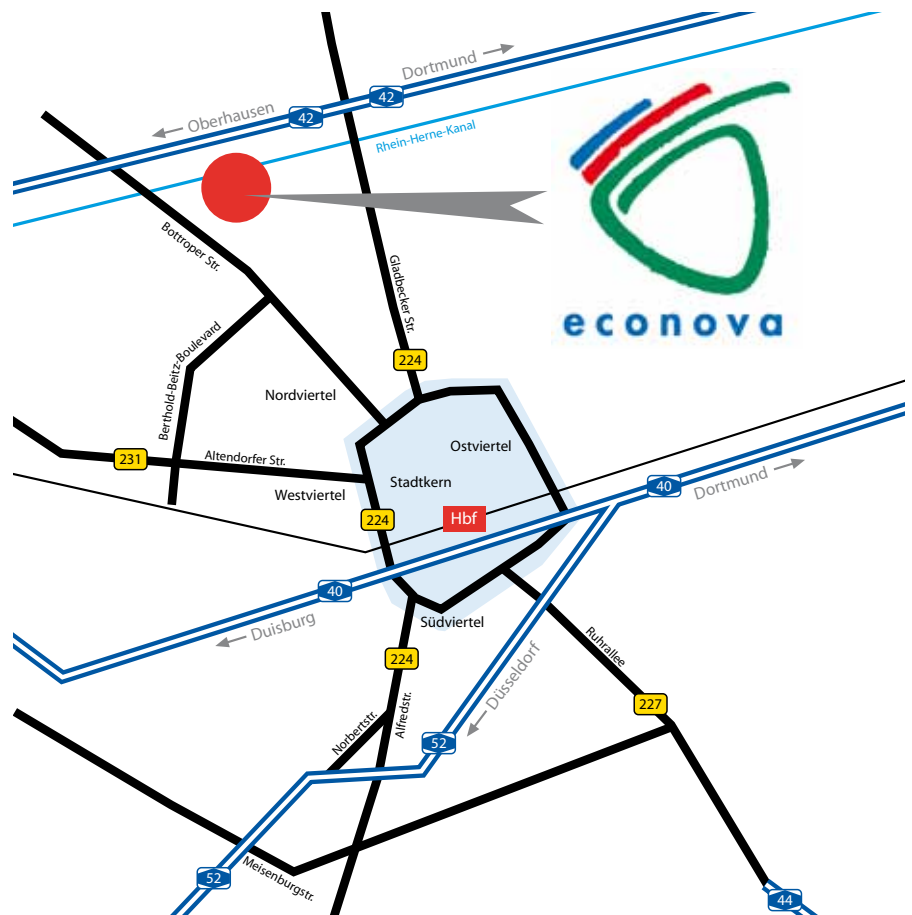 Dortmund
42
Oberhausen
42
Rhein-Herne-Kanal
Bottroper Str.
Gladbecker Str.
econova
224
Berthold-Beitz-Boulevard
Nordviertel
Ostviertel
231
Altendorfer Str.
Stadtkern
Westviertel
40
Dortmund
224
Hbf
40
Duisburg
Südviertel
224
Ruhrallee
Düsseldorf
227
Norbertstr.
Alfredstr.
52
52
Meisenburgstr.
44